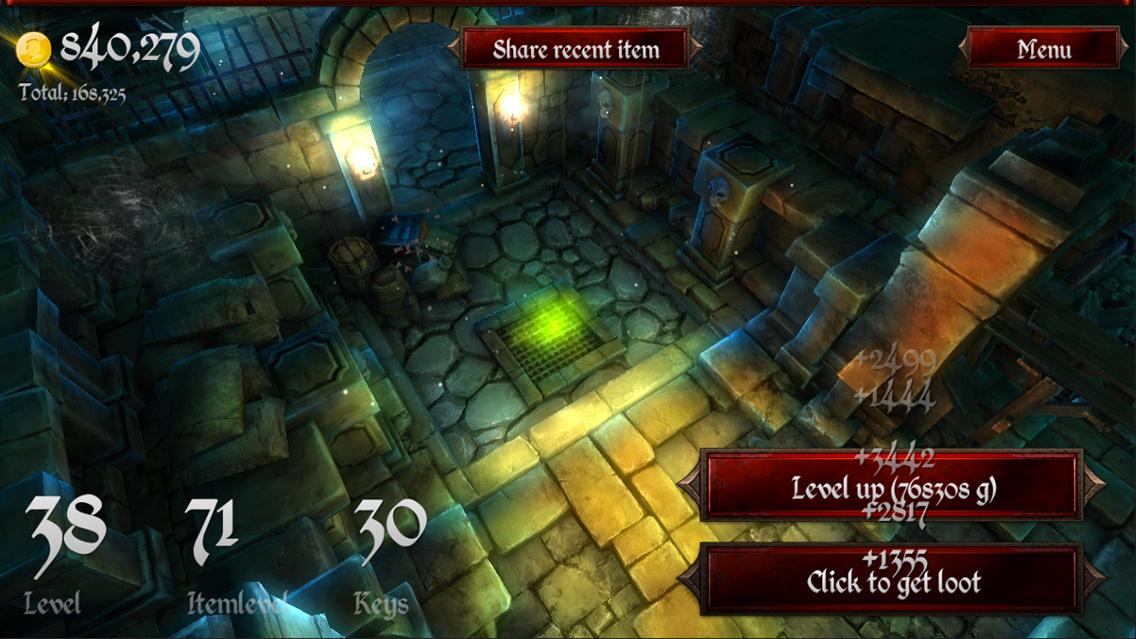 840,279
Total: 168,325
Share recent item
Menu
+2499
+1444
+3442
Level up (768308 g)
+2817
+1355
Click to get loot
38
Level
71
Itemlevel
30
Keys